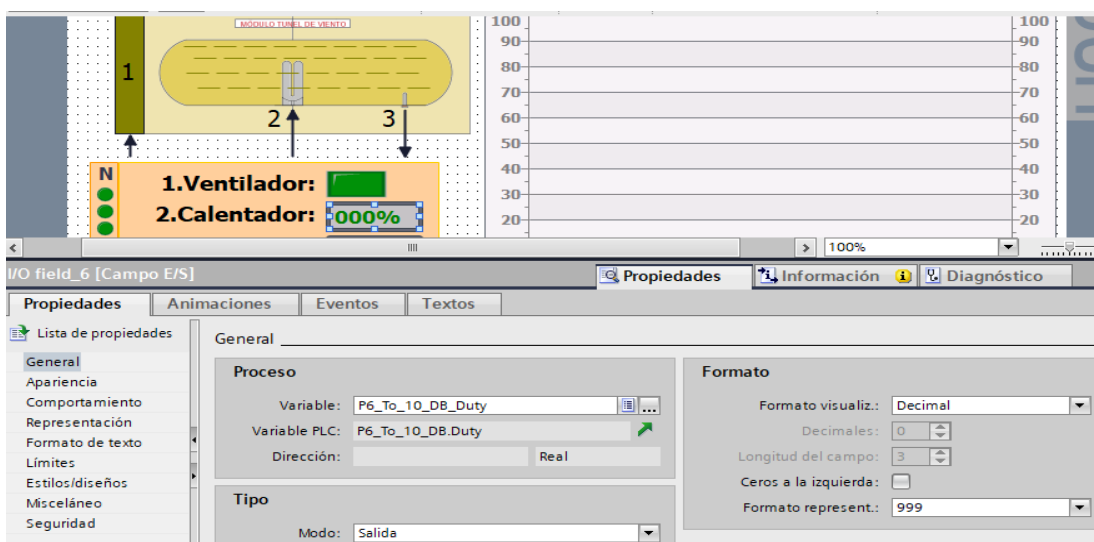 MÓDULO TUNEL DE VIENTO
1
2
3
N
1.Ventilador:
2.Calentador: 000%
100 100
90 90
80 80
70 70
60 60
50 50
40 40
30 30
20 20
100%
I/O field_6 [Campo E/S]
Propiedades Información Diagnóstico
Propiedades Animaciones Eventos Textos
Lista de propiedades
General
Apariencia
Comportamiento
Representación
Formato de texto
Límites
Estilos/diseños
Misceláneo
Seguridad
General
Proceso
Variable: P6_To_10_DB_Duty
Variable PLC: P6_To_10_DB.Duty
Dirección: Real
Tipo
Modo: Salida
Formato
Formato visualiz.: Decimal
Decimales: 0
Longitud del campo: 3
Ceros a la izquierda:
Formato represent.: 999